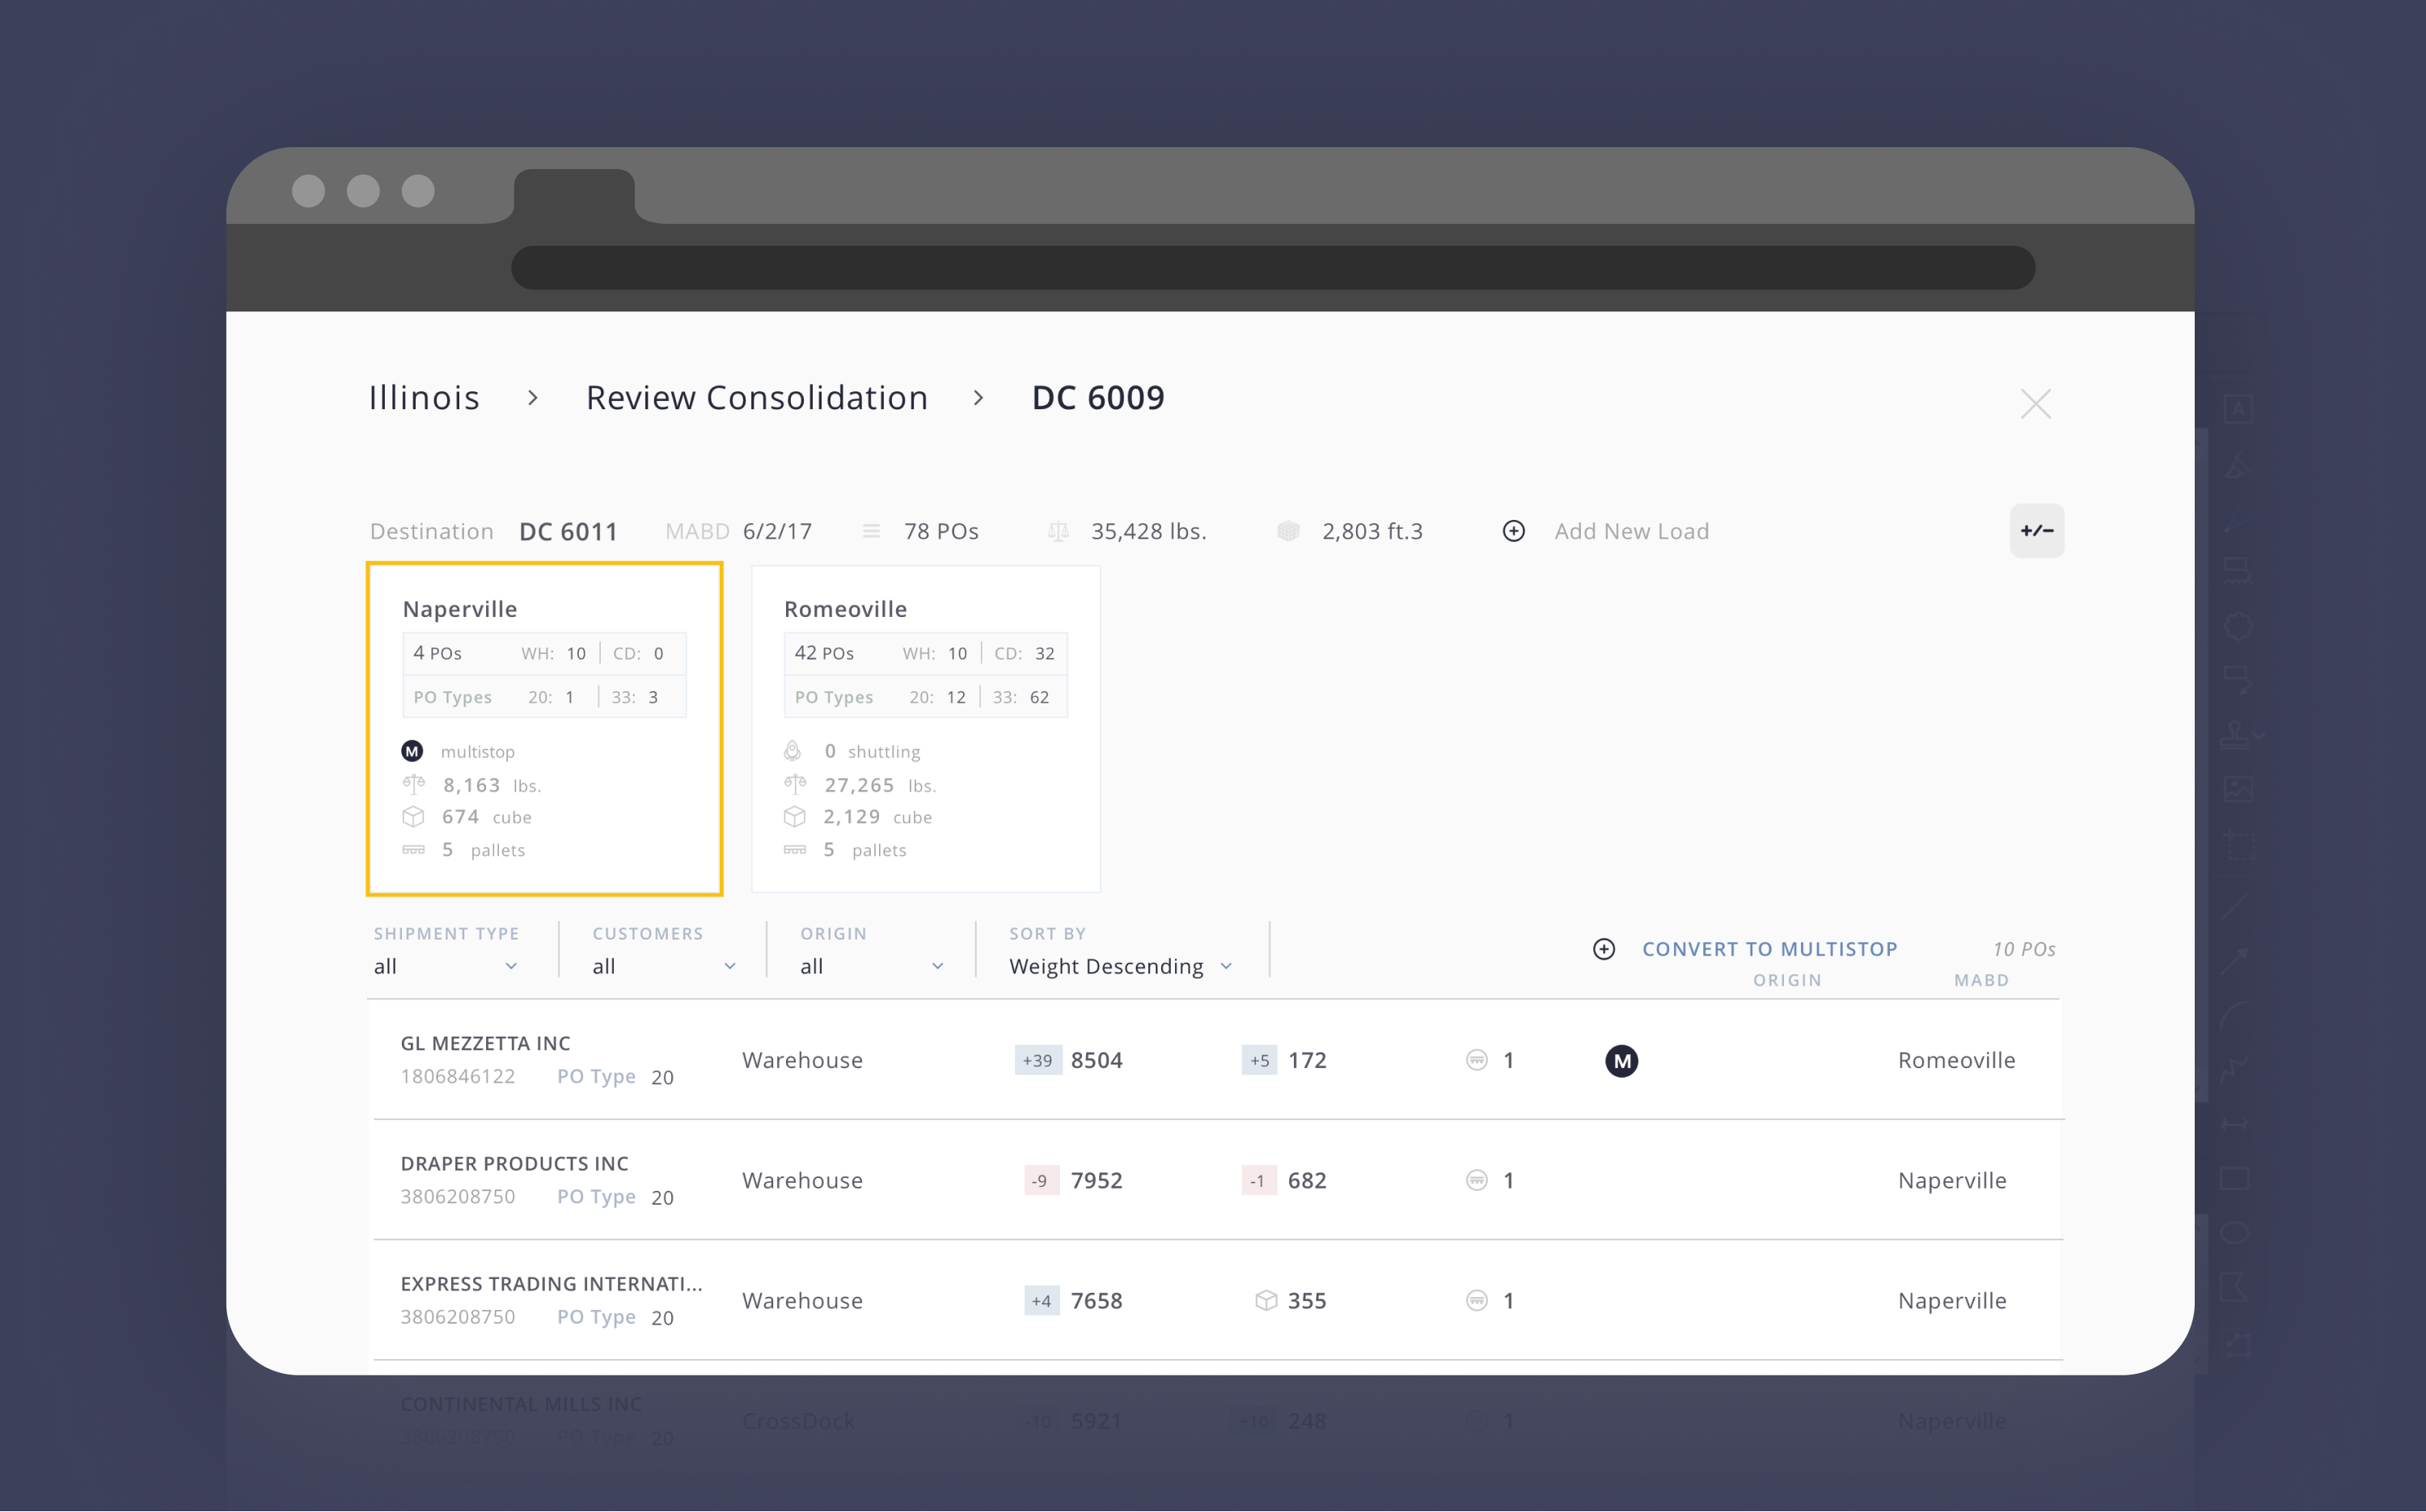 Illinois > Review Consolidation > DC 6009
Destination DC 6011 MABD 6/2/17 78 POs 35,428 lbs. 2,803 ft.3 Add New Load +/−
Naperville
4 POs WH: 10 CD: 0
PO Types 20: 1 33: 3
M multistop
8,163 lbs.
674 cube
5 pallets
Romeoville
42 POs WH: 10 CD: 32
PO Types 20: 12 33: 62
0 shuttling
27,265 lbs.
2,129 cube
5 pallets
SHIPMENT TYPE CUSTOMERS ORIGIN SORT BY
all all all Weight Descending
CONVERT TO MULTISTOP 10 POs
ORIGIN MABD
GL MEZZETTA INC
1806846122 PO Type 20
Warehouse +39 8504 +5 172 1 M Romeoville
DRAPER PRODUCTS INC
3806208750 PO Type 20
Warehouse -9 7952 -1 682 1 Naperville
EXPRESS TRADING INTERNATI...
3806208750 PO Type 20
Warehouse +4 7658 355 1 Naperville
CONTINENTAL MILLS INC
3806208750 PO Type 20
CrossDock -10 5921 +10 248 1 Naperville
A